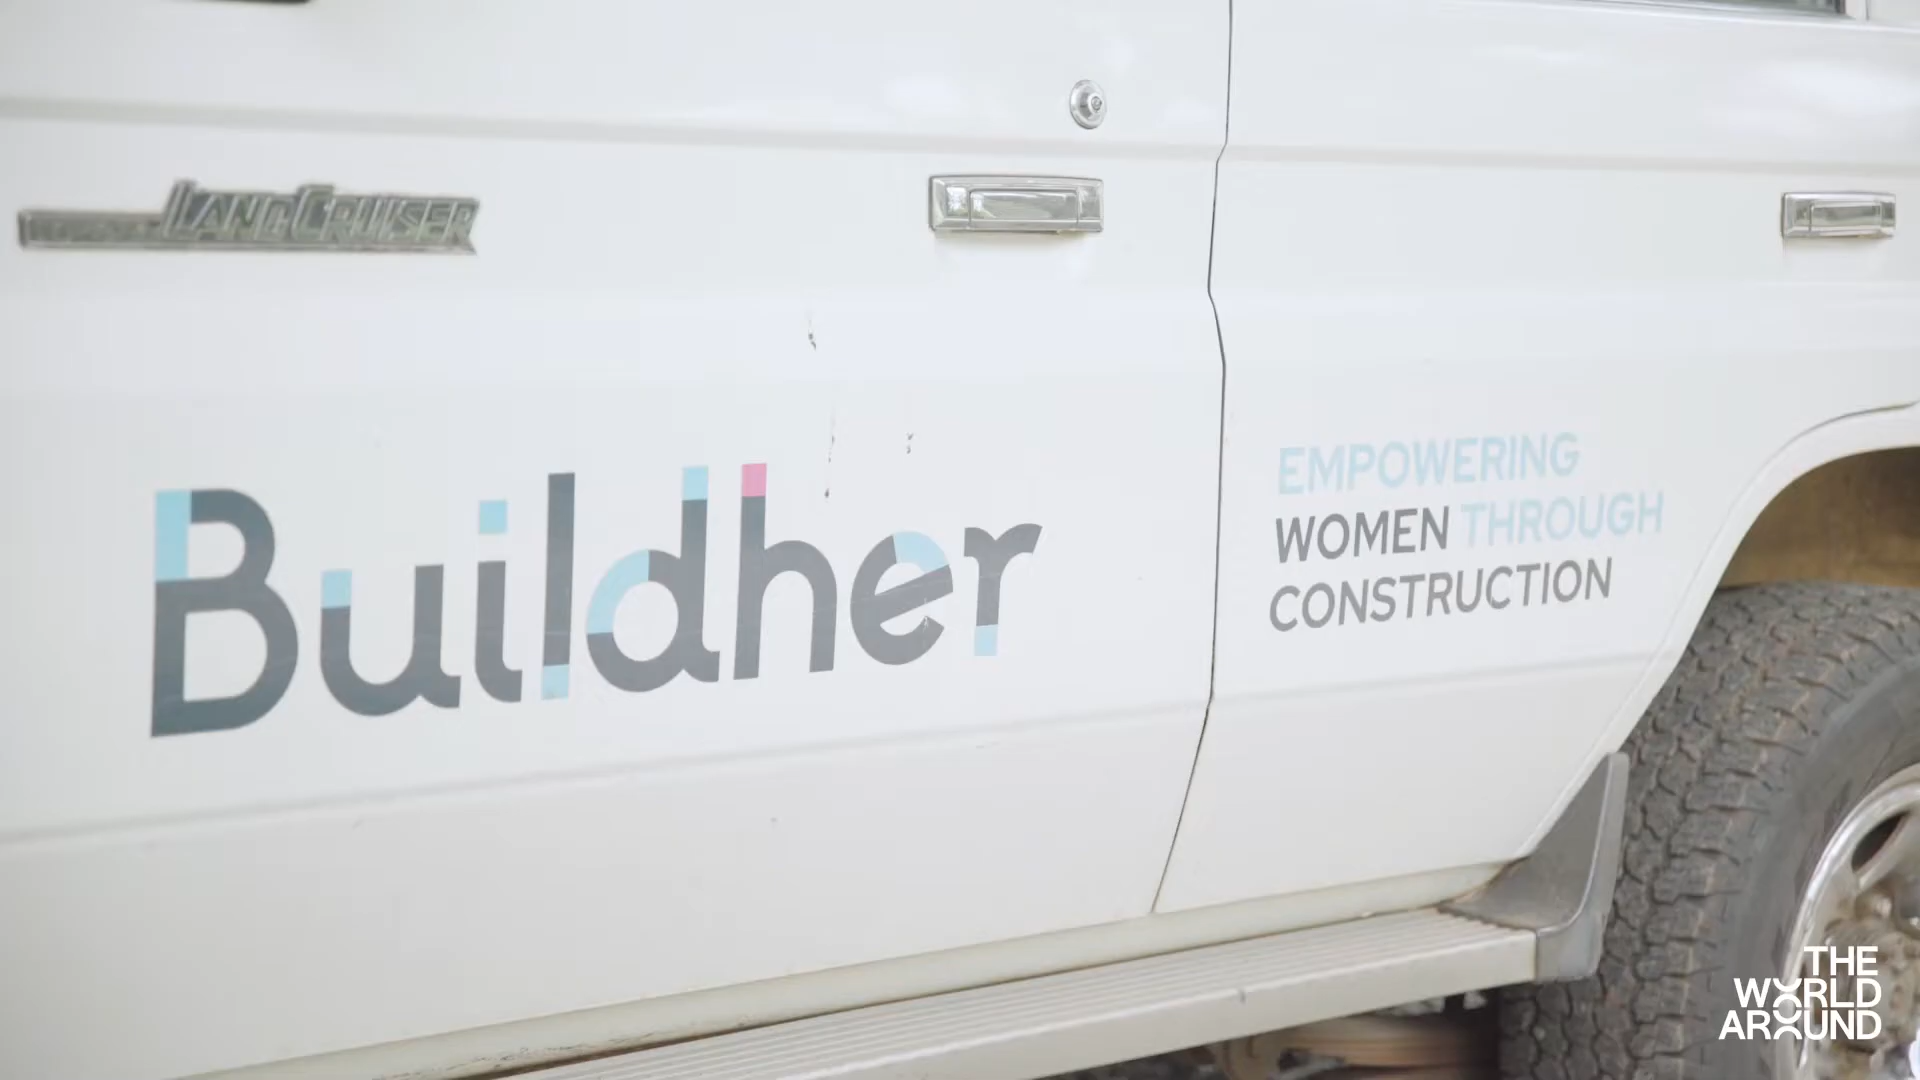 LANDCRUISER
Buildher
EMPOWERING
WOMEN THROUGH
CONSTRUCTION
THE
WORLD
AROUND